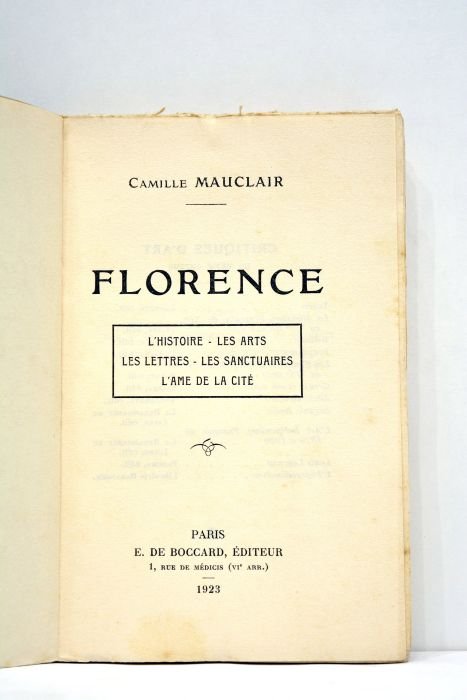 CAMILLE MAUCLAIR
FLORENCE
L'HISTOIRE - LES ARTS
LES LETTRES - LES SANCTUAIRES
L'AME DE LA CITÉ
PARIS
E. DE BOCCARD, ÉDITEUR
1, RUE DE MÉDICIS (VIᵉ ARR.)
1923